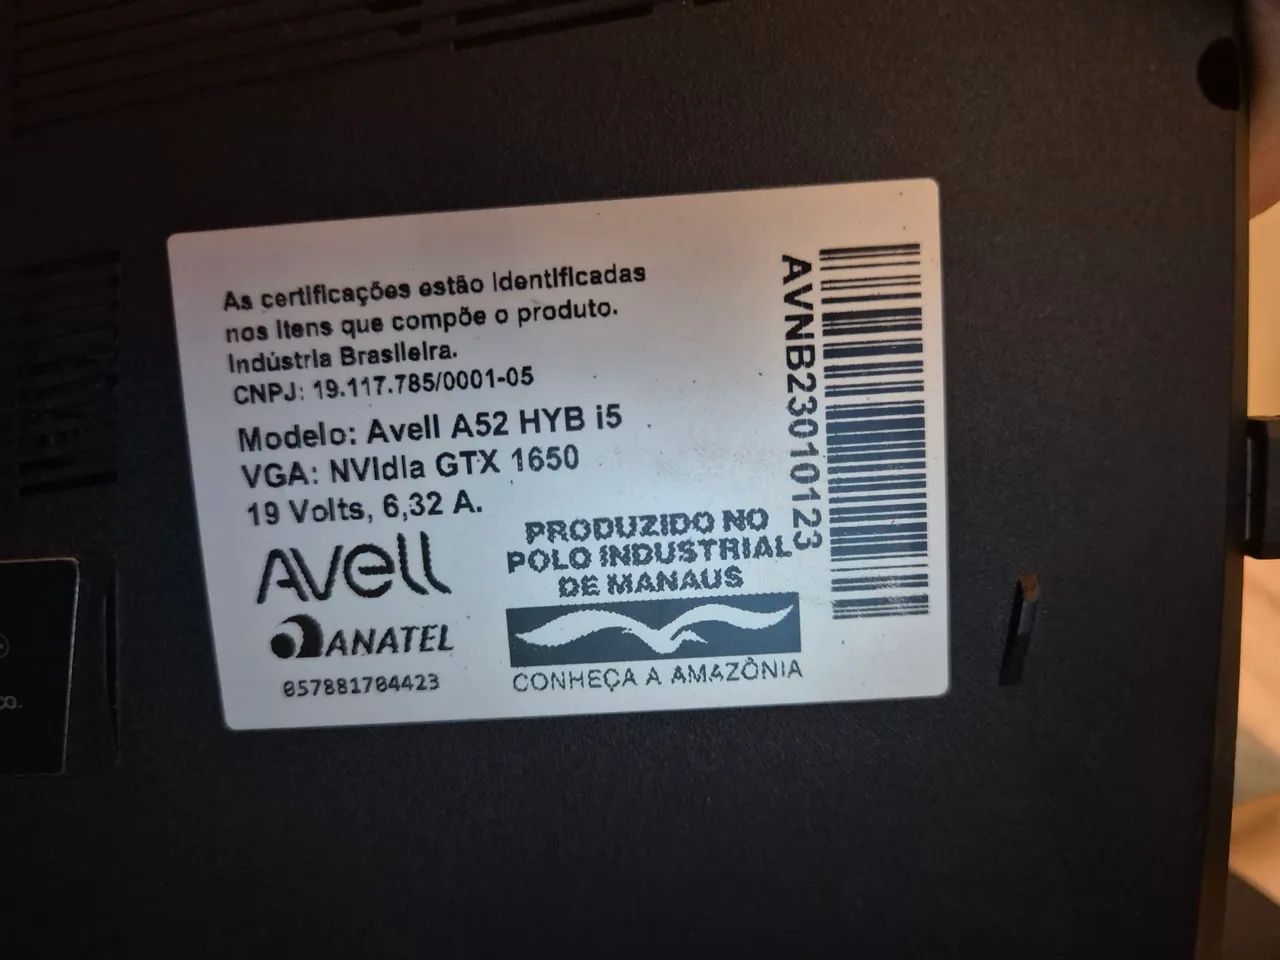 As certificações estão identificadas
nos itens que compõe o produto.
Indústria Brasileira.
CNPJ: 19.117.785/0001-05
Modelo: Avell A52 HYB i5
VGA: NVidia GTX 1650
19 Volts, 6,32 A.
Avell
ANATEL
057881704423
PRODUZIDO NO
POLO INDUSTRIAL
DE MANAUS
CONHEÇA A AMAZÔNIA
AVNB23010123